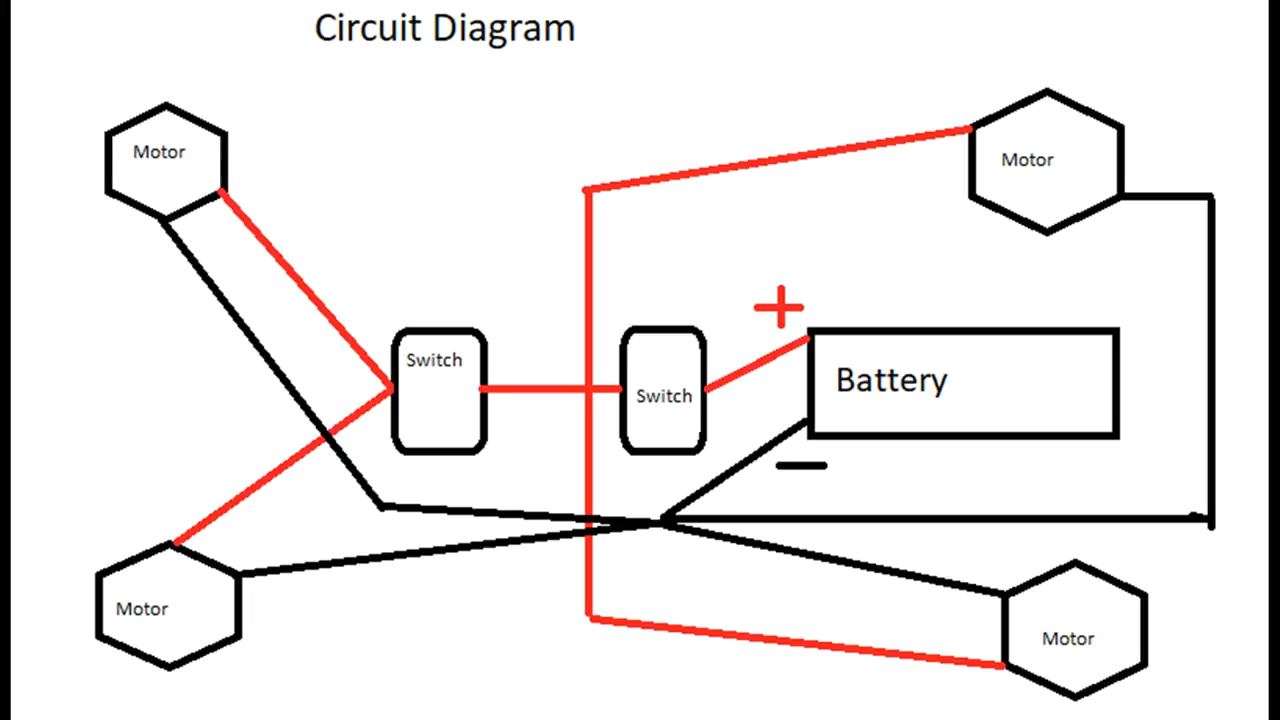 Circuit Diagram
Motor
Motor
Switch
Switch
+
Battery
-
Motor
Motor